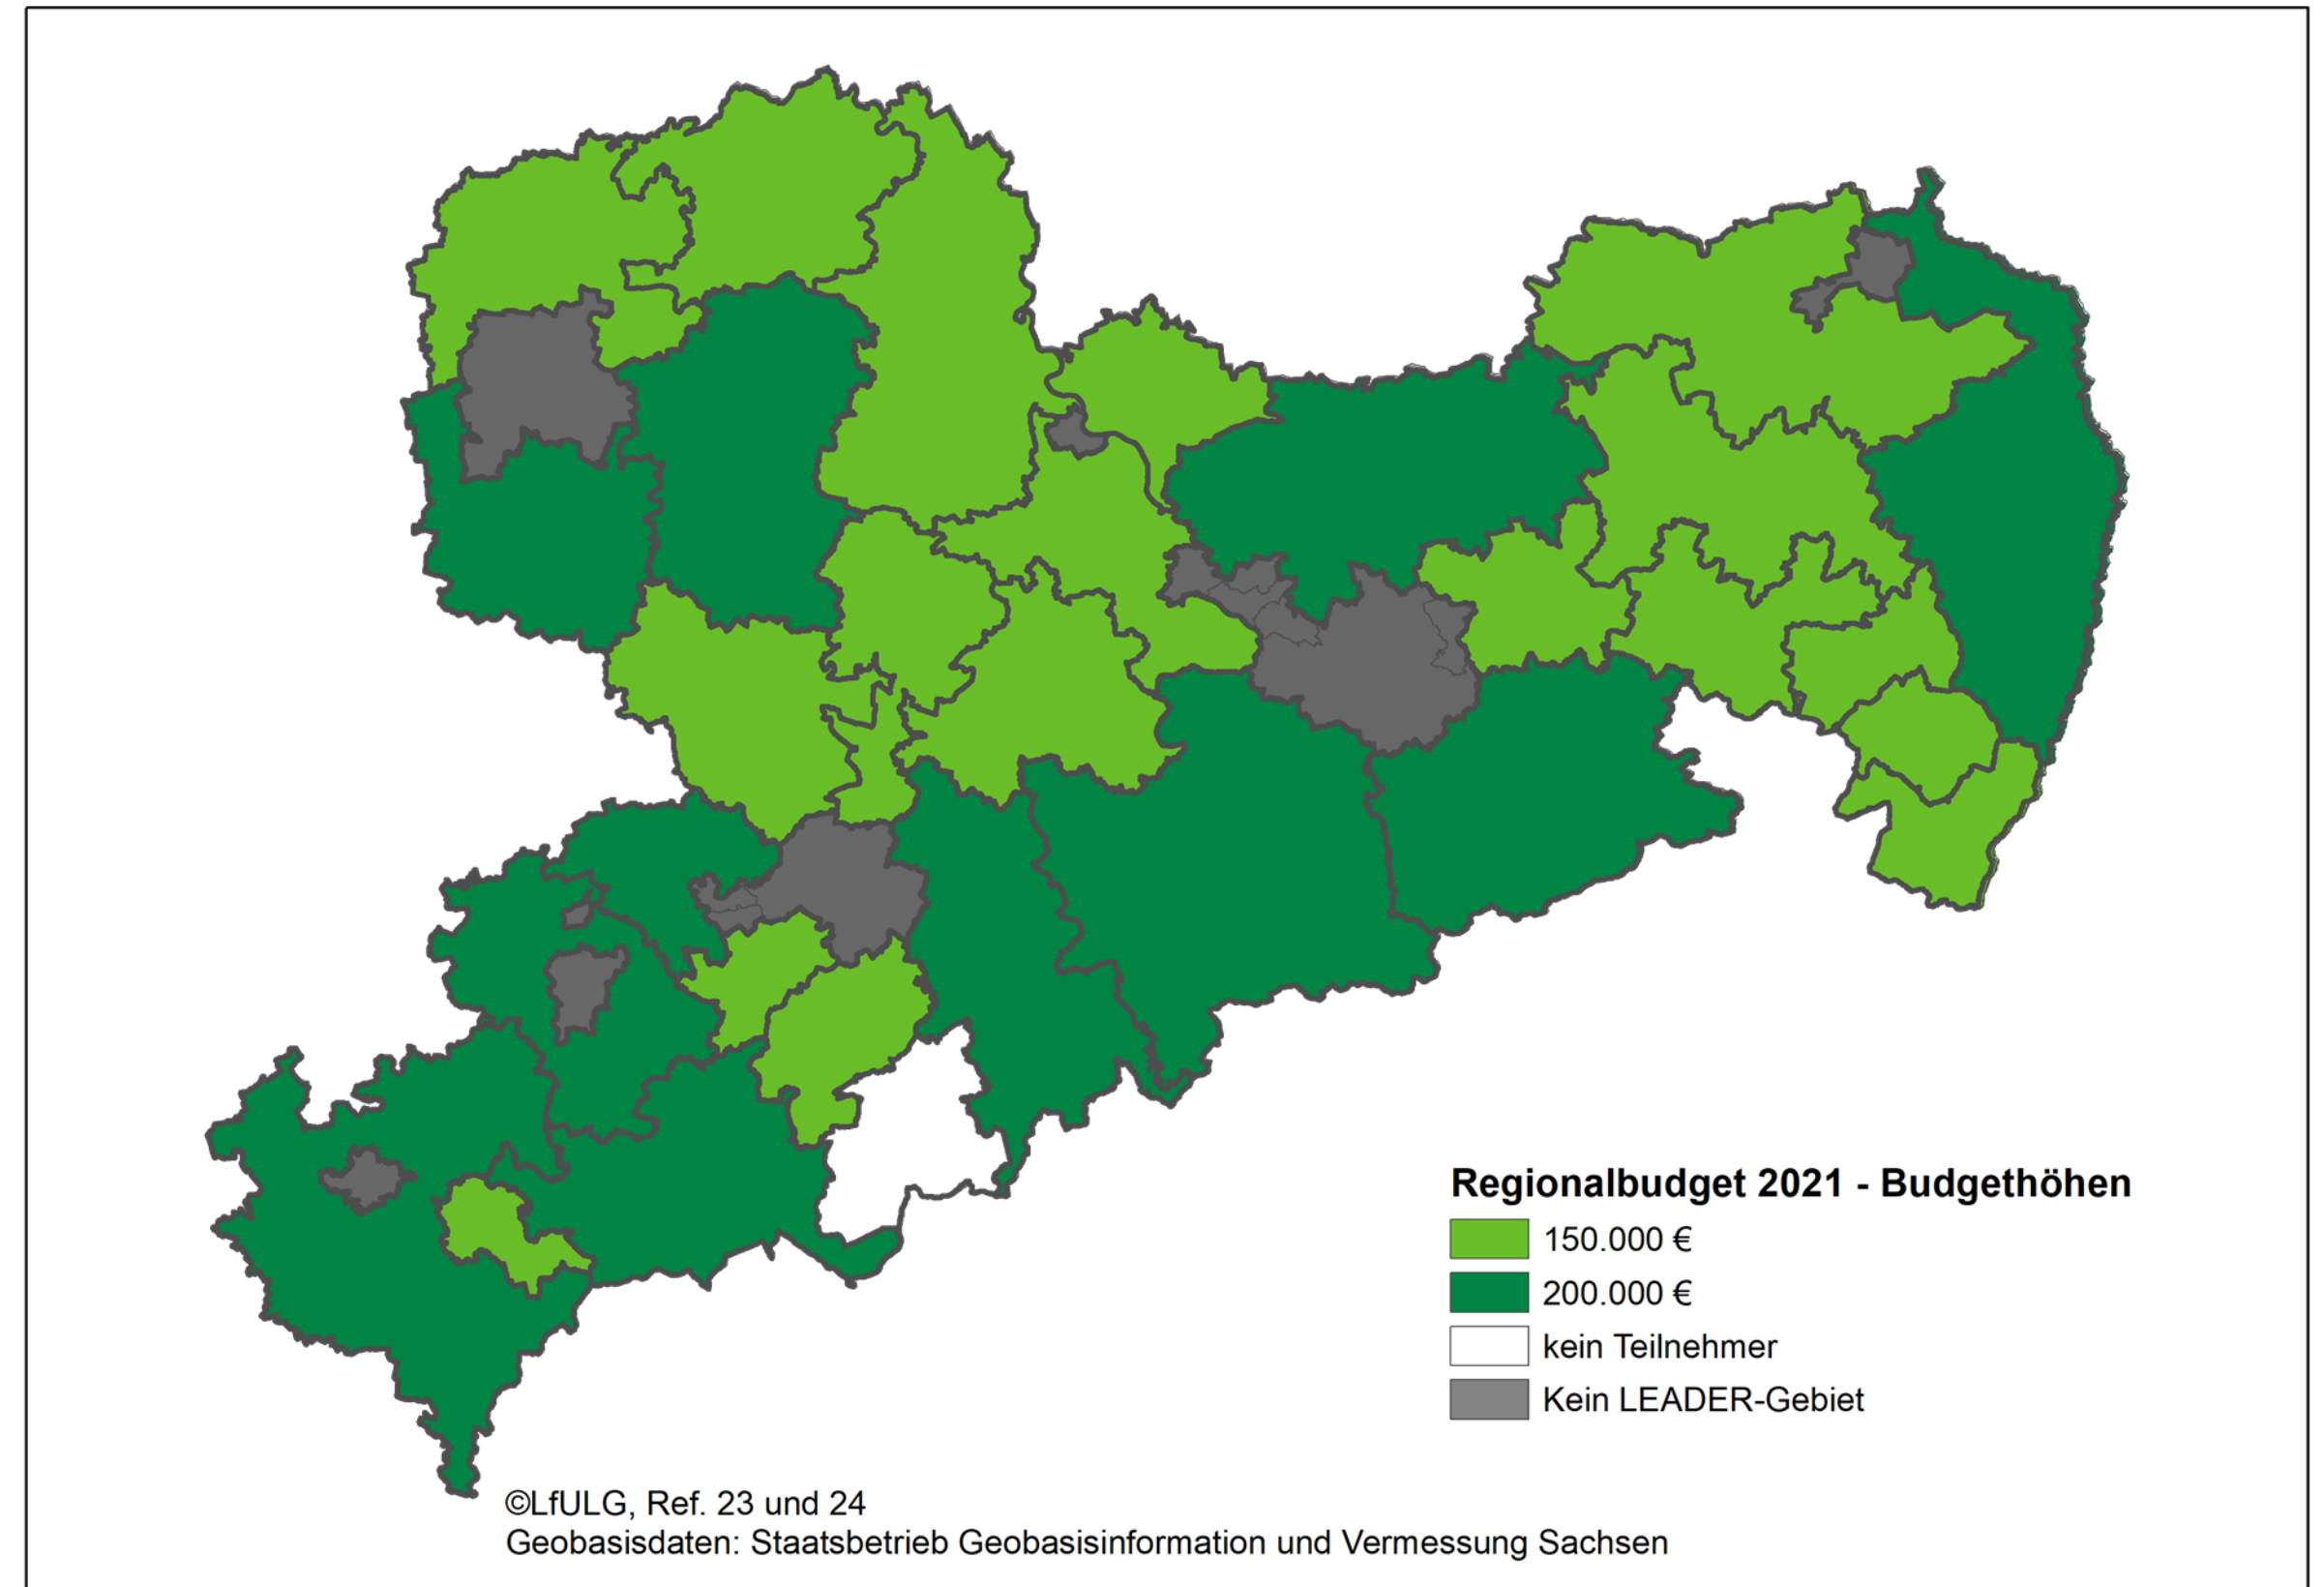 Regionalbudget 2021 - Budgethöhen
150.000 €
200.000 €
kein Teilnehmer
Kein LEADER-Gebiet
©LfULG, Ref. 23 und 24
Geobasisdaten: Staatsbetrieb Geobasisinformation und Vermessung Sachsen